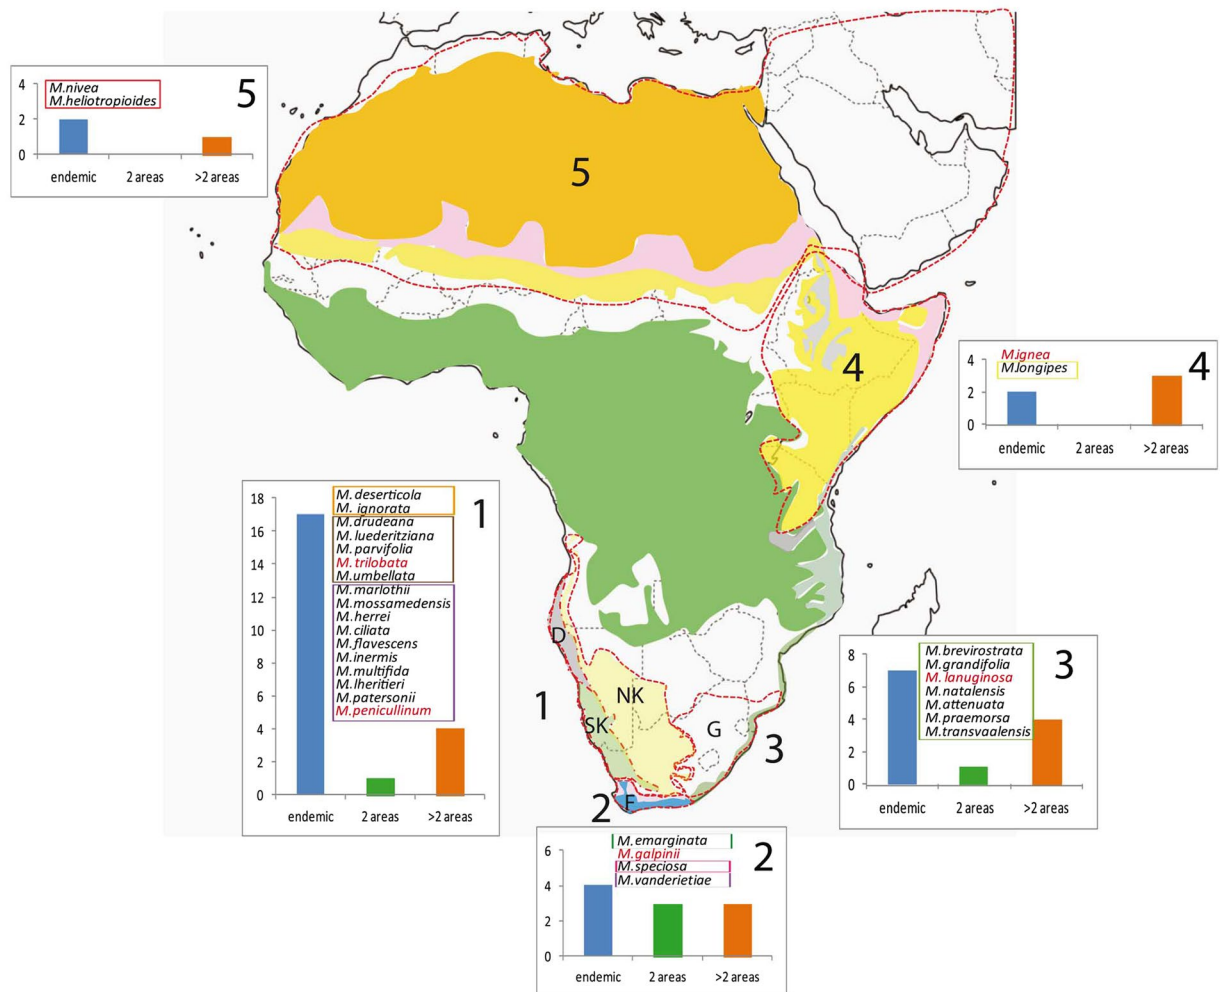 4
2
0
M.nivea
M.heliotropioides
5
endemic 2 areas >2 areas
5
4
4
2
0
M.ignea
M.longipes
4
endemic 2 areas >2 areas
18
16
14
12
10
8
6
4
2
0
M. deserticola
M. ignorata
M. drudeana
M. luederitziana
M. parvifolia
M. trilobata
M.umbellata
M.marlothii
M.mossamedensis
M.herrei
M.ciliata
M.flavescens
M.inermis
M.multifida
M.lheritieri
M.patersonii
M.penicullinum
1
endemic 2 areas >2 areas
D
NK
SK
G
F
1
2
3
8
6
4
2
0
M.brevirostrata
M.grandifolia
M.lanuginosa
M.natalensis
M.attenuata
M.praemorsa
M.transvaalensis
3
endemic 2 areas >2 areas
6
4
2
0
M.emarginata
M.galpinii
M.speciosa
M.vanderietiae
2
endemic 2 areas >2 areas